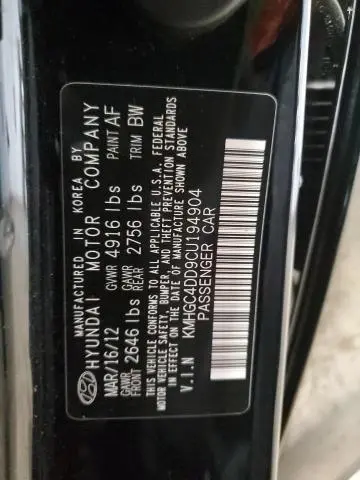 MANUFACTURED IN KOREA BY
HYUNDAI MOTOR COMPANY
MAR/16/12 GVWR 4916 lbs PAINT AF
GAWR FRONT 2646 lbs GAWR REAR 2756 lbs TRIM BW
THIS VEHICLE CONFORMS TO ALL APPLICABLE U.S.A. FEDERAL
MOTOR VEHICLE SAFETY, BUMPER, AND THEFT PREVENTION STANDARDS
IN EFFECT ON THE DATE OF MANUFACTURE SHOWN ABOVE
V.I.N KMHGC4DD9CU194904
PASSENGER CAR